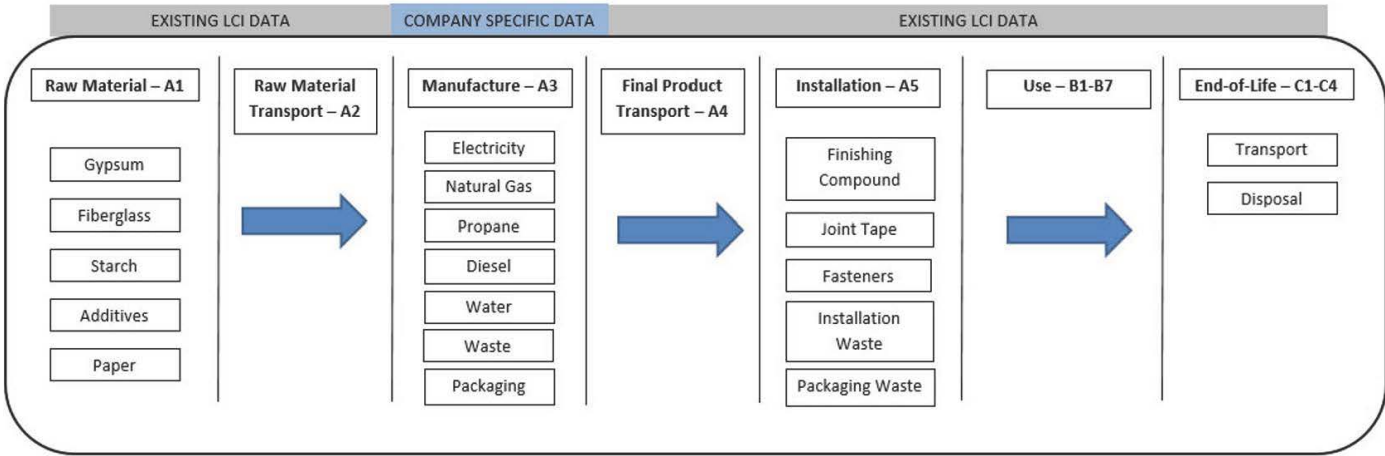 EXISTING LCI DATA
COMPANY SPECIFIC DATA
EXISTING LCI DATA
Raw Material – A1
Gypsum
Fiberglass
Starch
Additives
Paper
Raw Material
Transport – A2
Manufacture – A3
Electricity
Natural Gas
Propane
Diesel
Water
Waste
Packaging
Final Product
Transport – A4
Installation – A5
Finishing
Compound
Joint Tape
Fasteners
Installation
Waste
Packaging Waste
Use – B1-B7
End-of-Life – C1-C4
Transport
Disposal